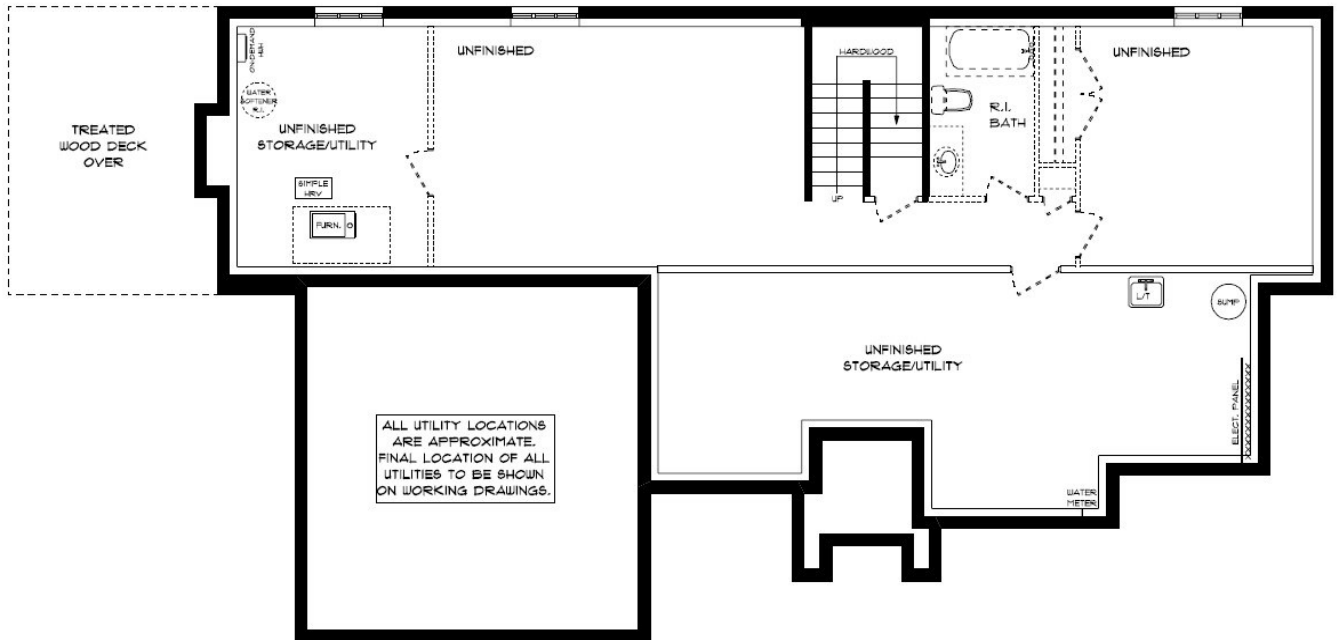 TREATED
WOOD DECK
OVER
ON-DEMAND
HWH
WATER
SOFTENER
R.I.
UNFINISHED
STORAGE/UTILITY
SIMPLE
HRV
FURN.
UNFINISHED
HARDWOOD
UP
R.I.
BATH
UNFINISHED
L/T
SUMP
UNFINISHED
STORAGE/UTILITY
ELECT. PANEL
WATER
METER
ALL UTILITY LOCATIONS
ARE APPROXIMATE.
FINAL LOCATION OF ALL
UTILITIES TO BE SHOWN
ON WORKING DRAWINGS.